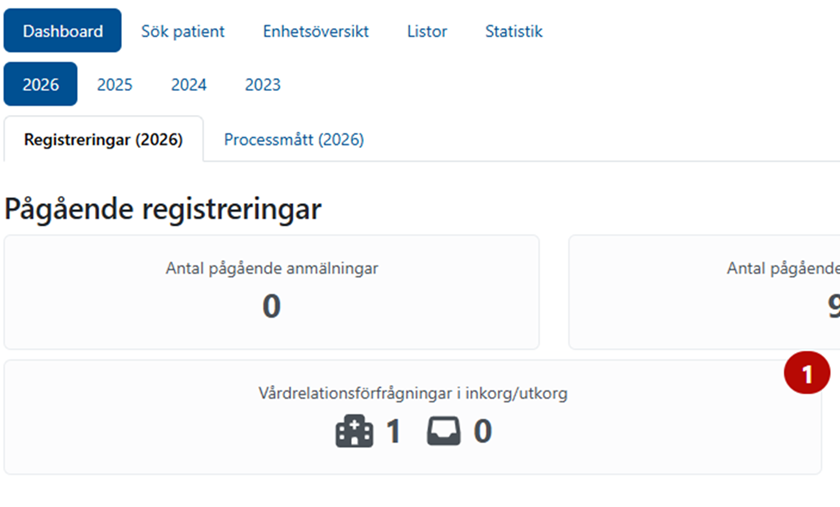 Dashboard Sök patient Enhetsöversikt Listor Statistik
2026 2025 2024 2023
Registreringar (2026) Processmått (2026)
Pågående registreringar
Antal pågående anmälningar
0
Antal pågående
9
1
Vårdrelationsförfrågningar i inkorg/utkorg
1 0